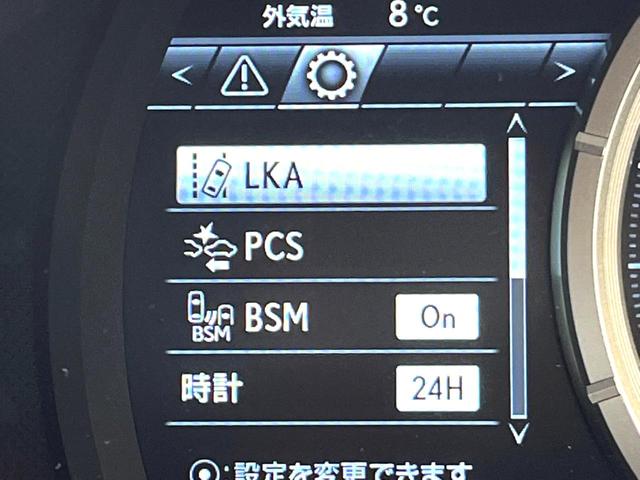 外気温 8℃
LKA
PCS
BSM BSM On
時計 24H
:設定を変更できます